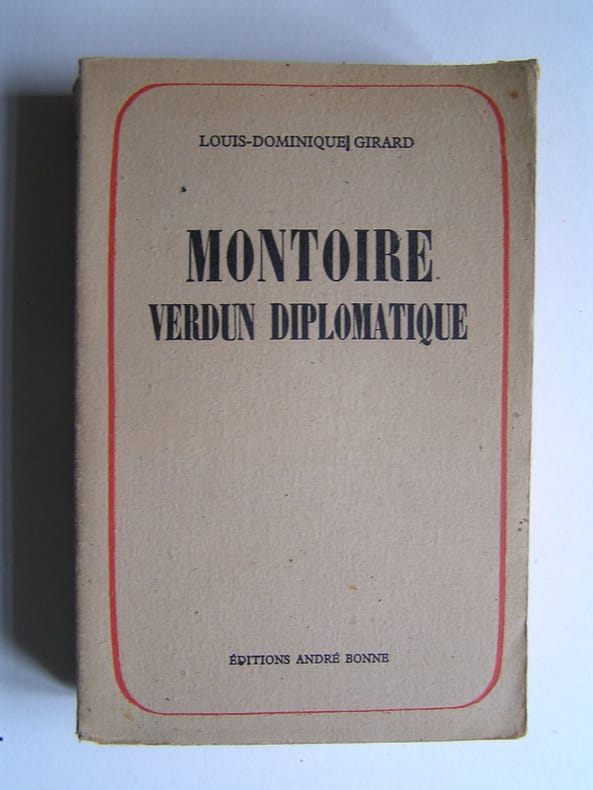 LOUIS-DOMINIQUE GIRARD
MONTOIRE
VERDUN DIPLOMATIQUE
ÉDITIONS ANDRÉ BONNE